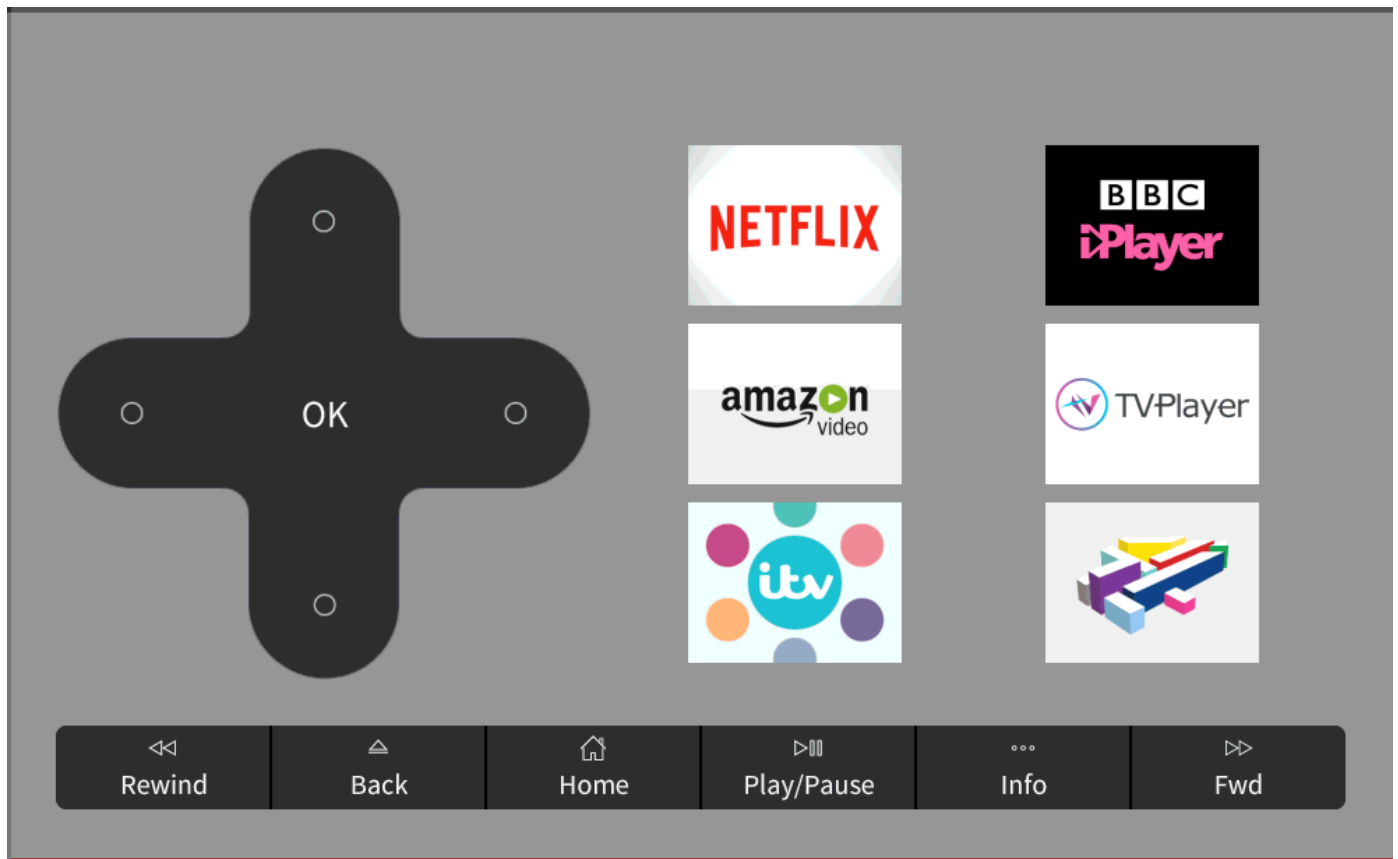 NETFLIX
BBC
iPlayer
OK
amazon
video
TVPlayer
itv
Rewind
Back
Home
Play/Pause
Info
Fwd